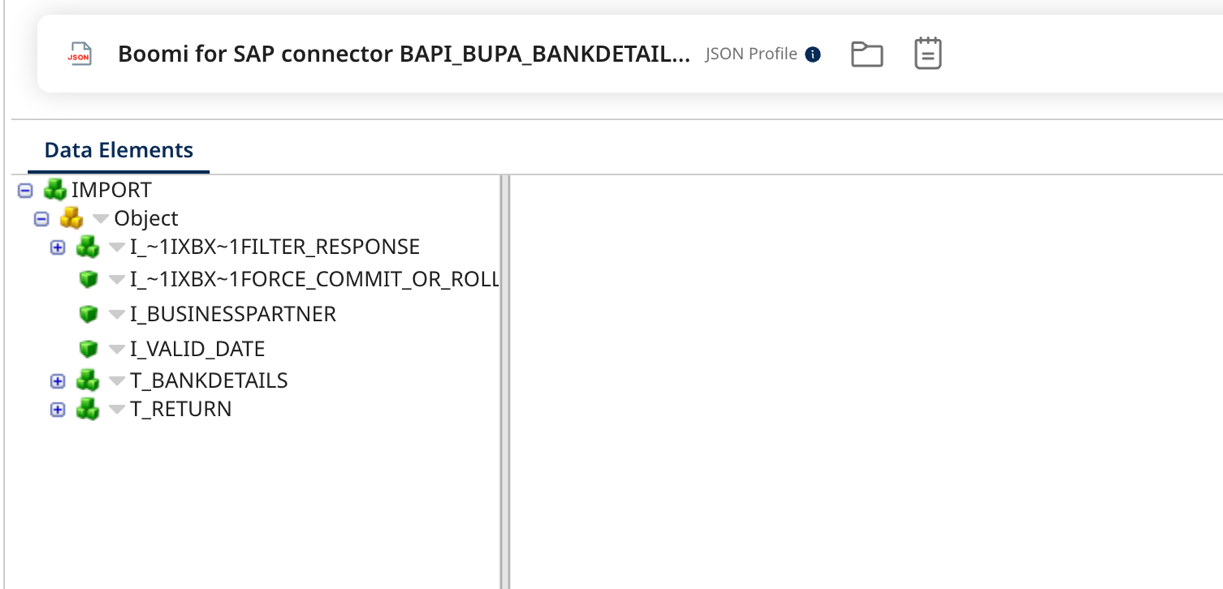 JSON
Boomi for SAP connector BAPI_BUPA_BANKDETAIL... JSON Profile i
Data Elements
IMPORT
Object
I_~1IXBX~1FILTER_RESPONSE
I_~1IXBX~1FORCE_COMMIT_OR_ROLL
I_BUSINESSPARTNER
I_VALID_DATE
T_BANKDETAILS
T_RETURN